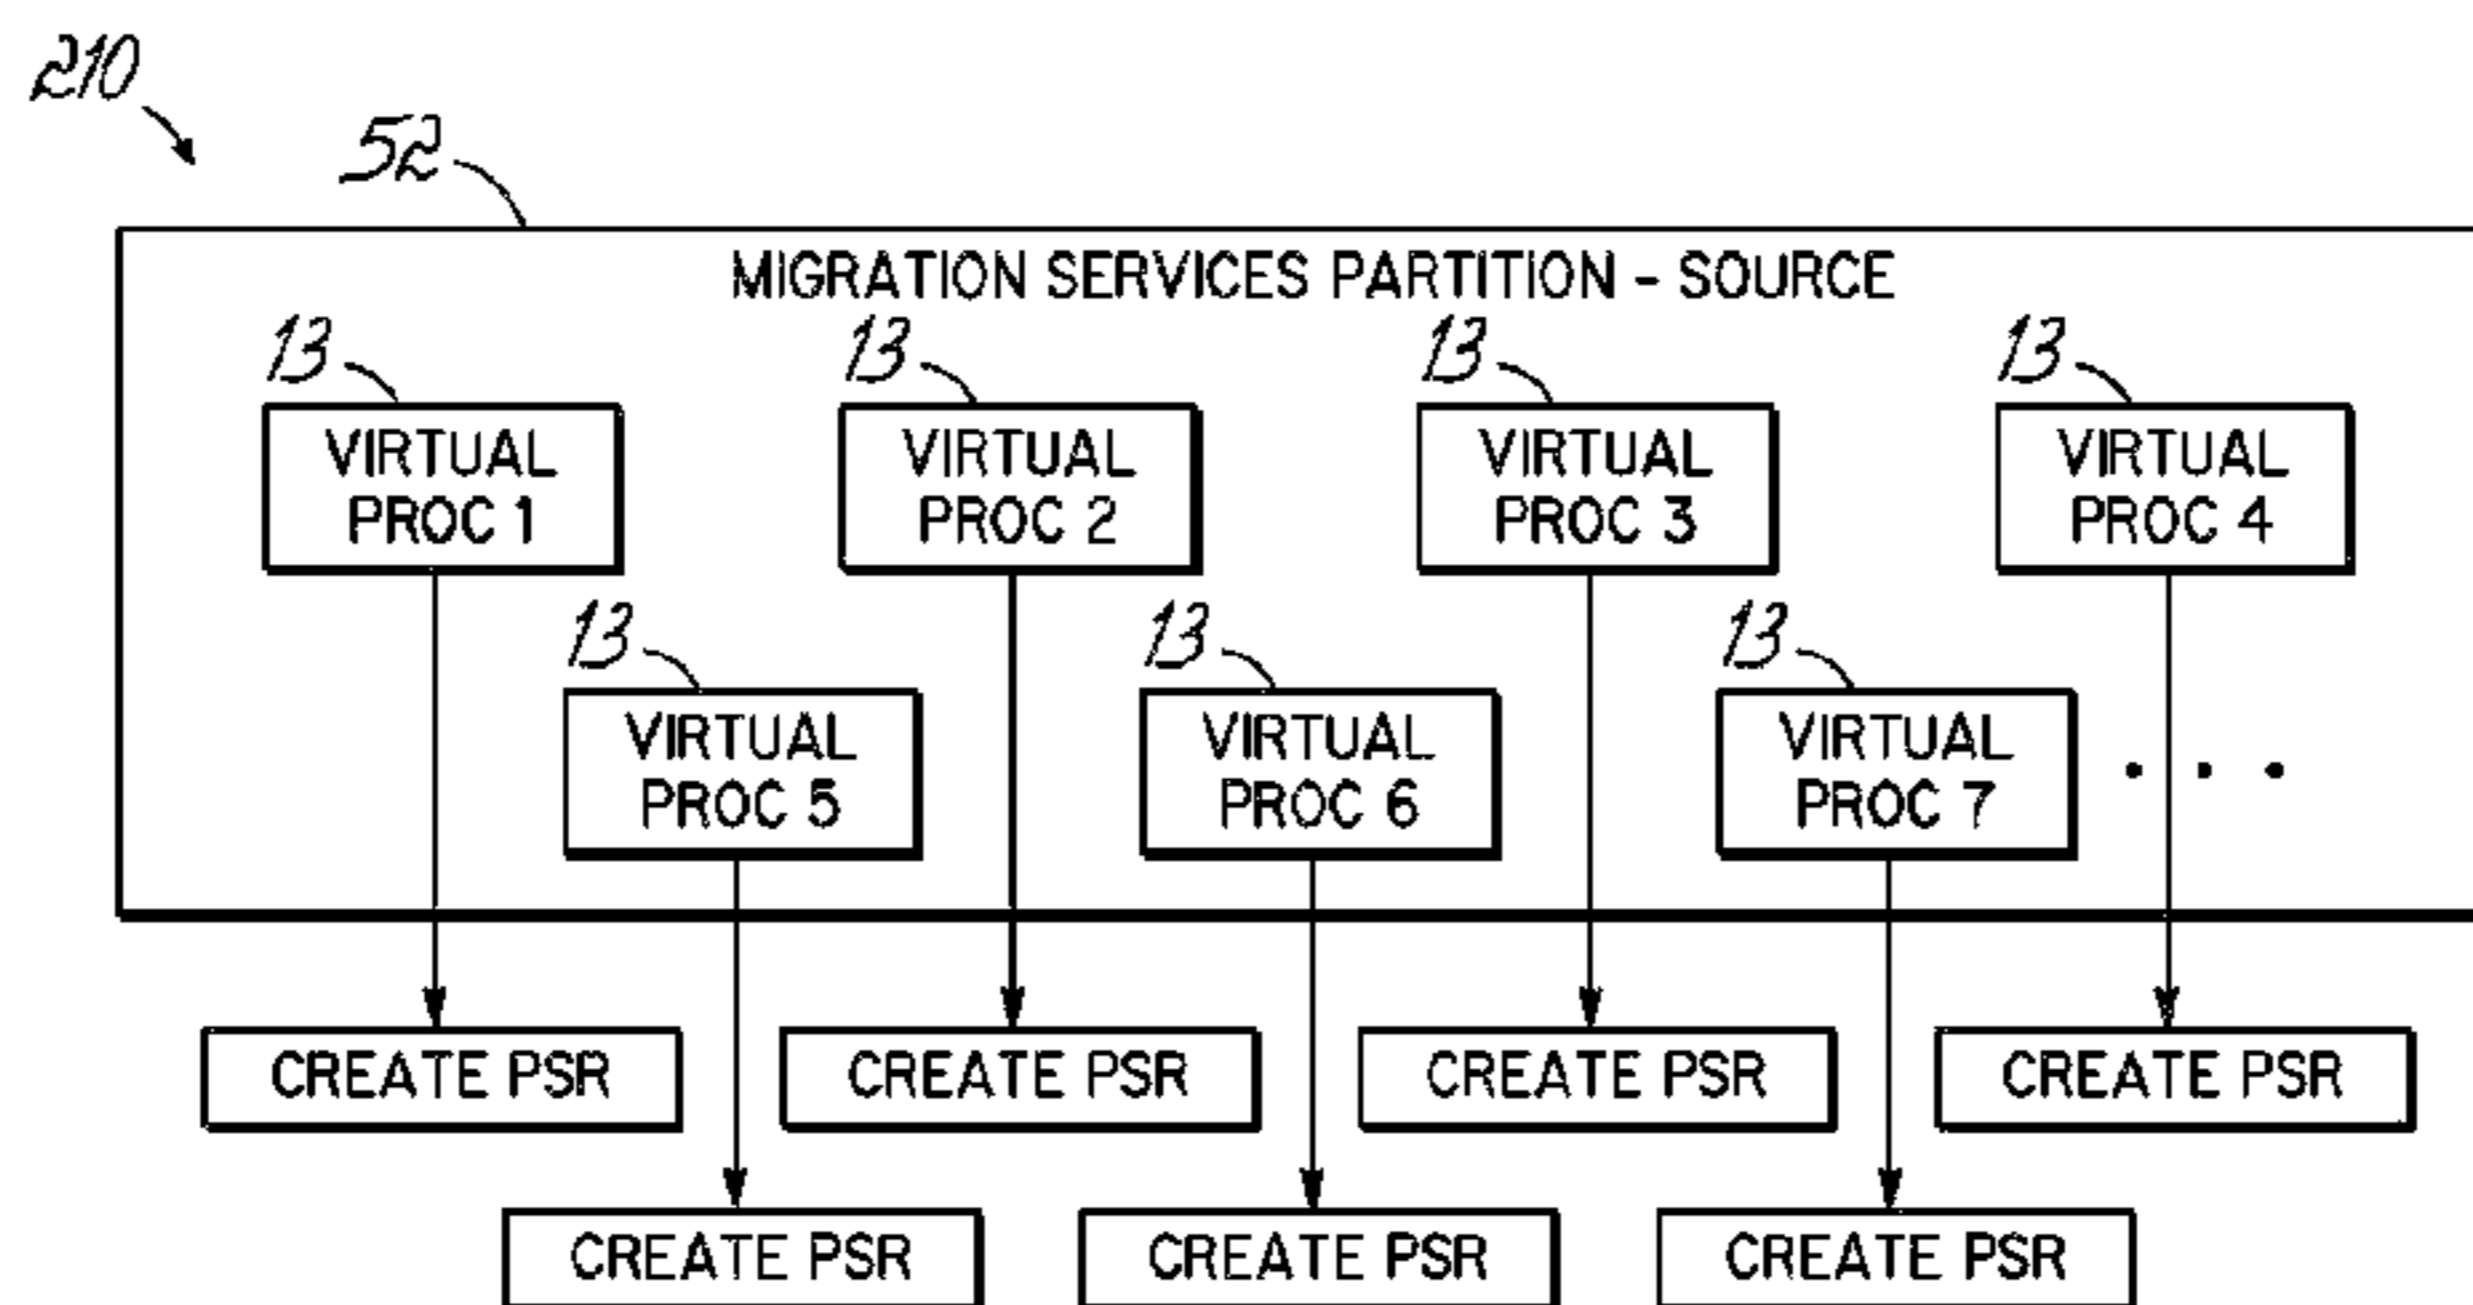 210
52
MIGRATION SERVICES PARTITION - SOURCE
13 13 13 13
VIRTUAL VIRTUAL VIRTUAL VIRTUAL
PROC 1 PROC 2 PROC 3 PROC 4
13 13 13
VIRTUAL VIRTUAL VIRTUAL
PROC 5 PROC 6 PROC 7 . . .
CREATE PSR CREATE PSR CREATE PSR CREATE PSR
CREATE PSR CREATE PSR CREATE PSR